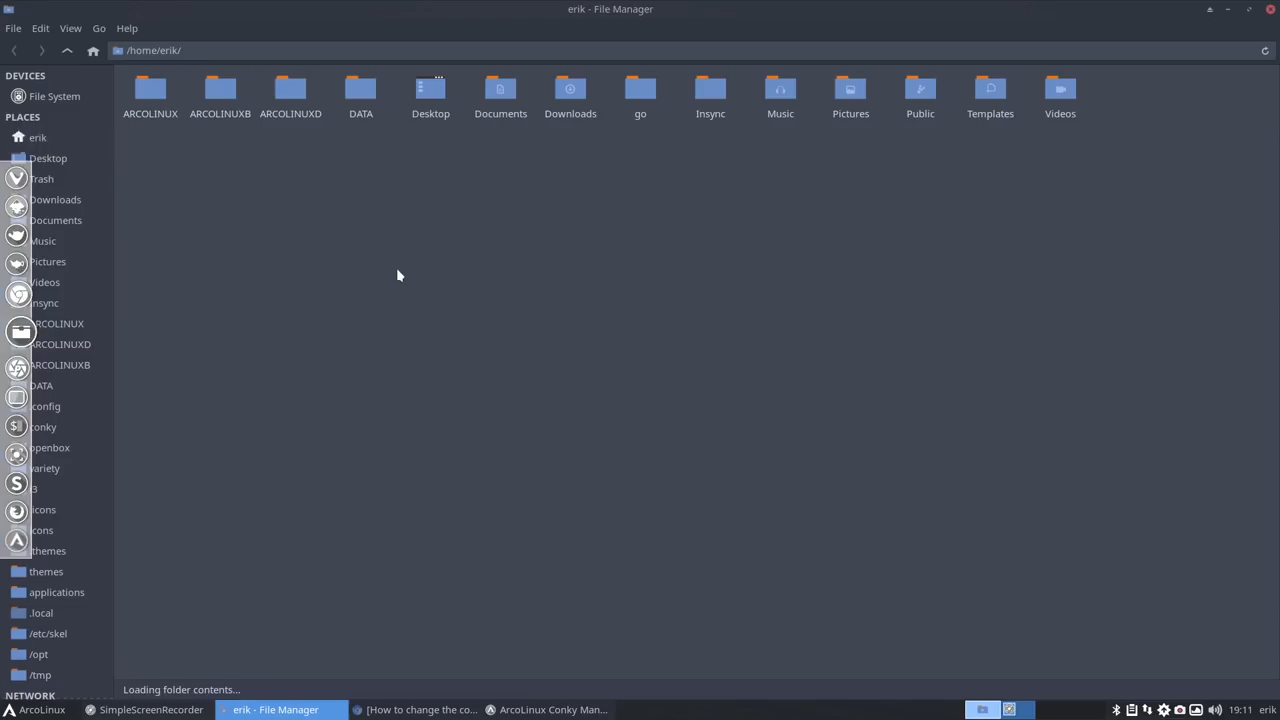 erik - File Manager
File Edit View Go Help
/home/erik/
DEVICES
File System
PLACES
erik
Desktop
Trash
Downloads
Documents
Music
Pictures
Videos
Insync
ARCOLINUX
ARCOLINUXD
ARCOLINUXB
DATA
.config
conky
openbox
variety
i3
icons
icons
themes
themes
applications
.local
/etc/skel
/opt
/tmp
NETWORK
ARCOLINUX ARCOLINUXB ARCOLINUXD DATA Desktop Documents Downloads go Insync Music Pictures Public Templates Videos
Loading folder contents...
ArcoLinux SimpleScreenRecorder erik - File Manager [How to change the co... ArcoLinux Conky Man... 19:11 erik